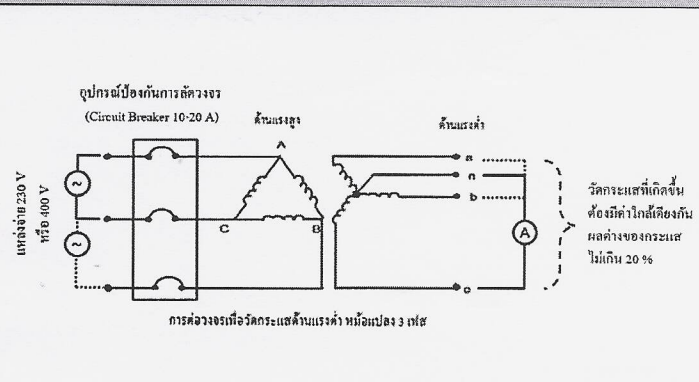 อุปกรณ์ป้องกันการลัดวงจร
(Circuit Breaker 10-20 A)
ด้านแรงสูง
ด้านแรงต่ำ
A
a
n
b
แหล่งจ่าย 230 V
หรือ 400 V
~
~
C
B
A
c
วัดกระแสที่เกิดขึ้น
ต้องมีค่าใกล้เคียงกัน
ผลต่างของกระแส
ไม่เกิน 20 %
การต่อวงจรเพื่อวัดกระแสด้านแรงต่ำ หม้อแปลง 3 เฟส